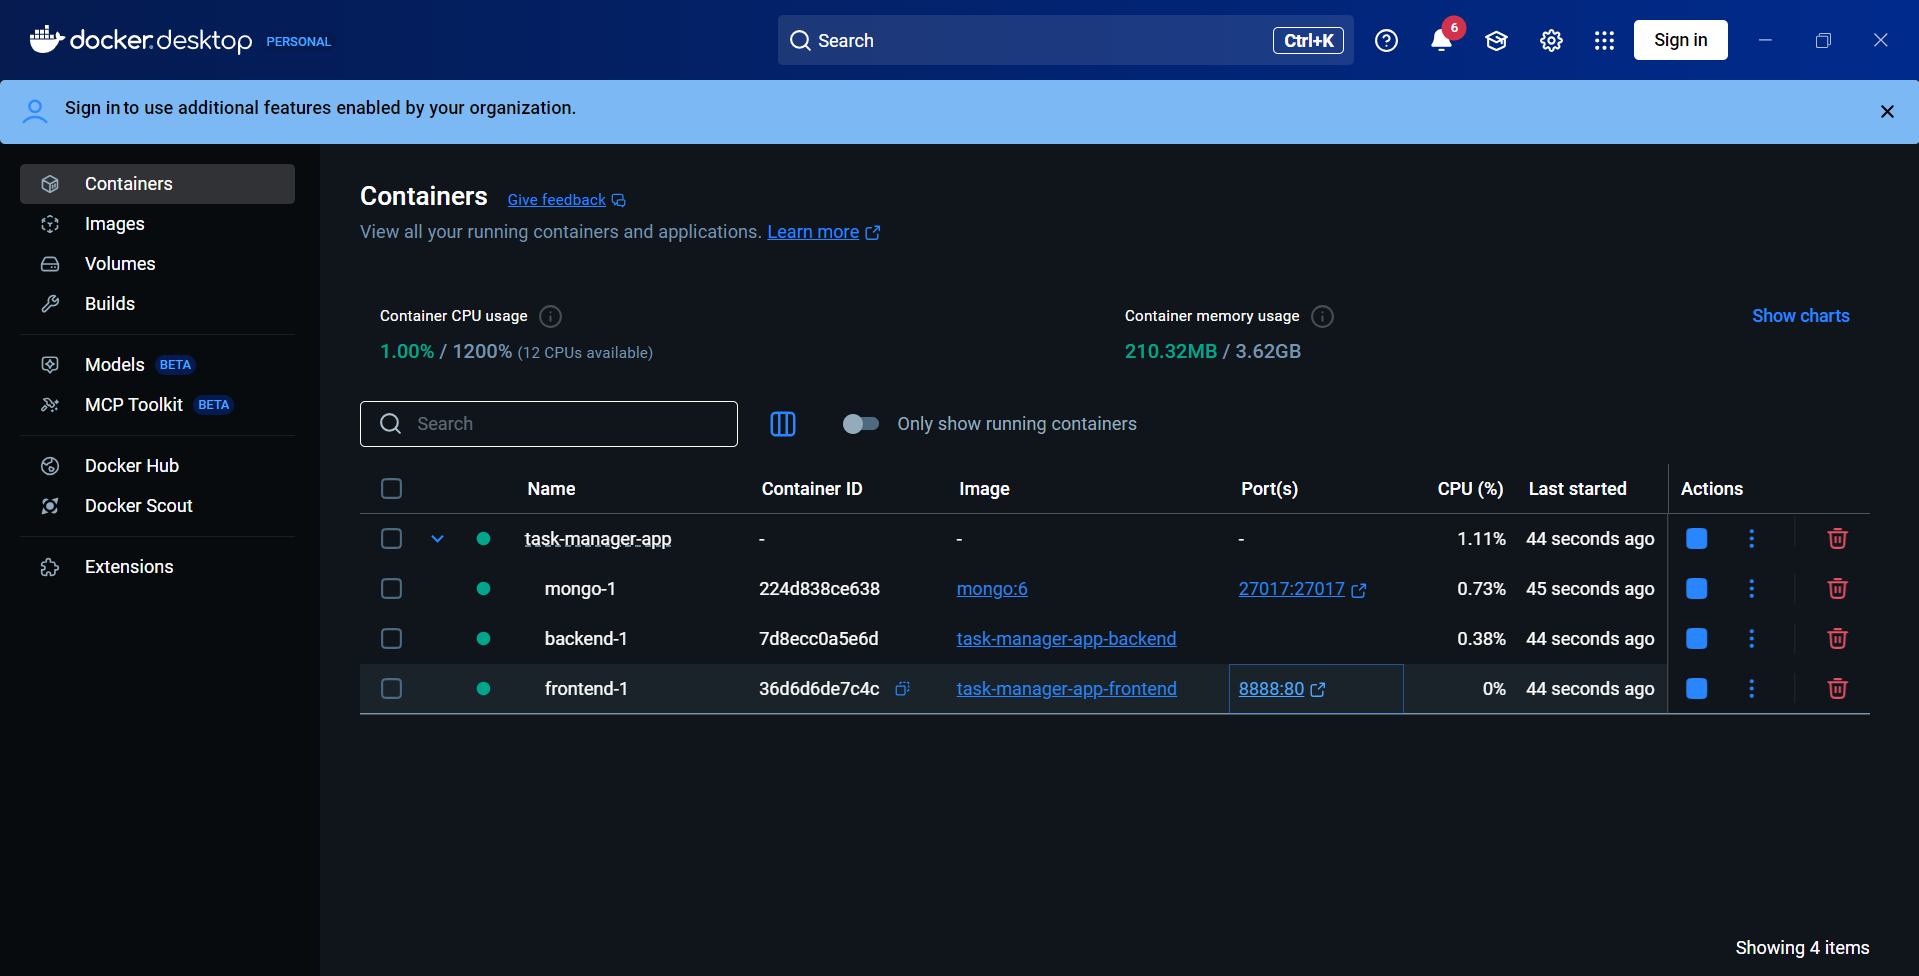 docker.desktop PERSONAL
Search Ctrl+K
6
Sign in
Sign in to use additional features enabled by your organization.
Containers
Images
Volumes
Builds
Models BETA
MCP Toolkit BETA
Docker Hub
Docker Scout
Extensions
Containers Give feedback
View all your running containers and applications. Learn more
Container CPU usage
1.00% / 1200% (12 CPUs available)
Container memory usage
210.32MB / 3.62GB
Show charts
Search
Only show running containers
Name Container ID Image Port(s) CPU (%) Last started Actions
task-manager-app - - - 1.11% 44 seconds ago
mongo-1 224d838ce638 mongo:6 27017:27017 0.73% 45 seconds ago
backend-1 7d8ecc0a5e6d task-manager-app-backend 0.38% 44 seconds ago
frontend-1 36d6d6de7c4c task-manager-app-frontend 8888:80 0% 44 seconds ago
Showing 4 items